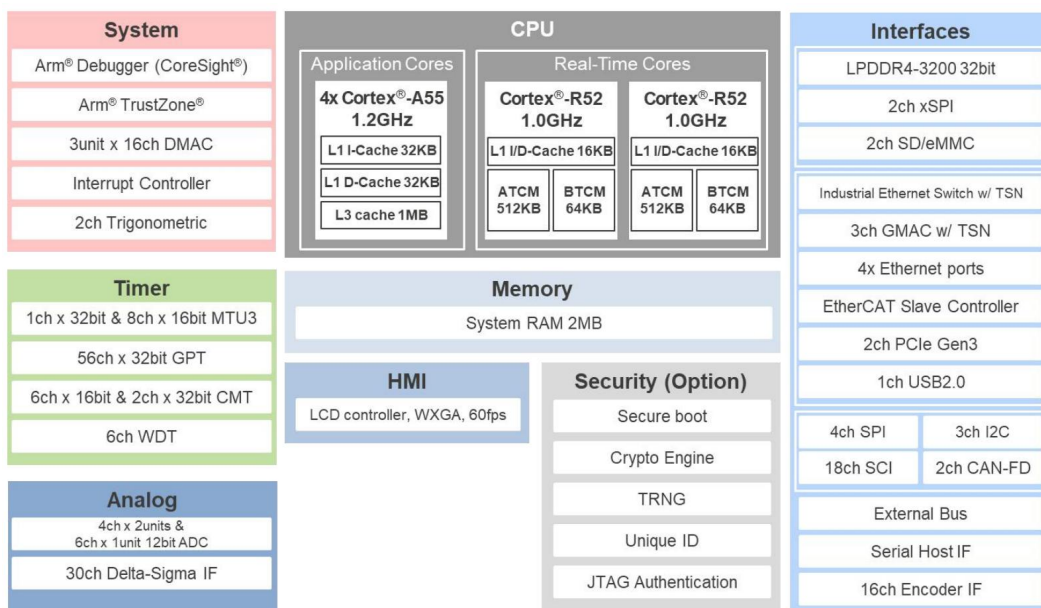 System
Arm® Debugger (CoreSight®)
Arm® TrustZone®
3unit x 16ch DMAC
Interrupt Controller
2ch Trigonometric
Timer
1ch x 32bit & 8ch x 16bit MTU3
56ch x 32bit GPT
6ch x 16bit & 2ch x 32bit CMT
6ch WDT
Analog
4ch x 2units &
6ch x 1unit 12bit ADC
30ch Delta-Sigma IF
CPU
Application Cores
4x Cortex®-A55
1.2GHz
L1 I-Cache 32KB
L1 D-Cache 32KB
L3 cache 1MB
Real-Time Cores
Cortex®-R52
1.0GHz
L1 I/D-Cache 16KB
ATCM
512KB
BTCM
64KB
Cortex®-R52
1.0GHz
L1 I/D-Cache 16KB
ATCM
512KB
BTCM
64KB
Memory
System RAM 2MB
HMI
LCD controller, WXGA, 60fps
Security (Option)
Secure boot
Crypto Engine
TRNG
Unique ID
JTAG Authentication
Interfaces
LPDDR4-3200 32bit
2ch xSPI
2ch SD/eMMC
Industrial Ethernet Switch w/ TSN
3ch GMAC w/ TSN
4x Ethernet ports
EtherCAT Slave Controller
2ch PCIe Gen3
1ch USB2.0
4ch SPI
3ch I2C
18ch SCI
2ch CAN-FD
External Bus
Serial Host IF
16ch Encoder IF